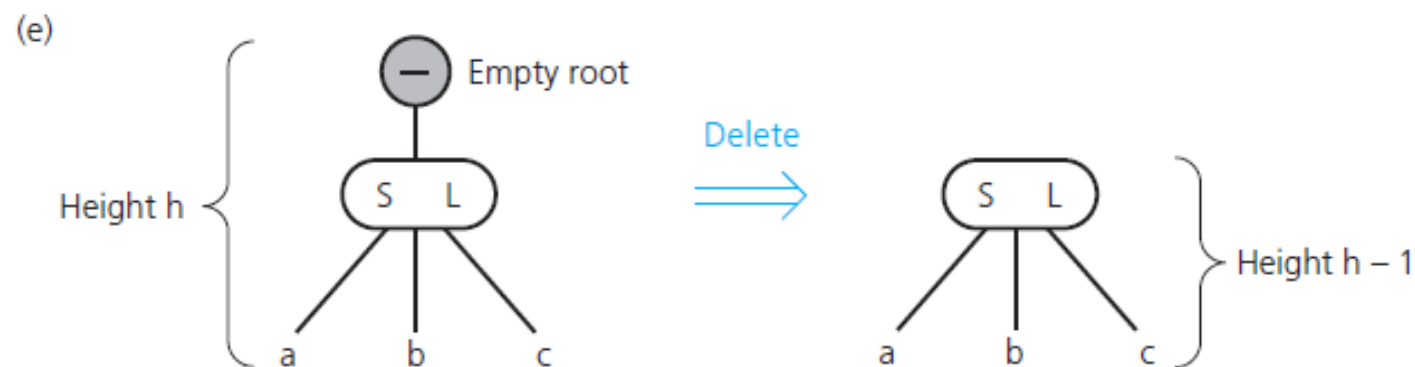 (e)
– Empty root
Delete
S L
S L
Height h
Height h – 1
a b c
a b c